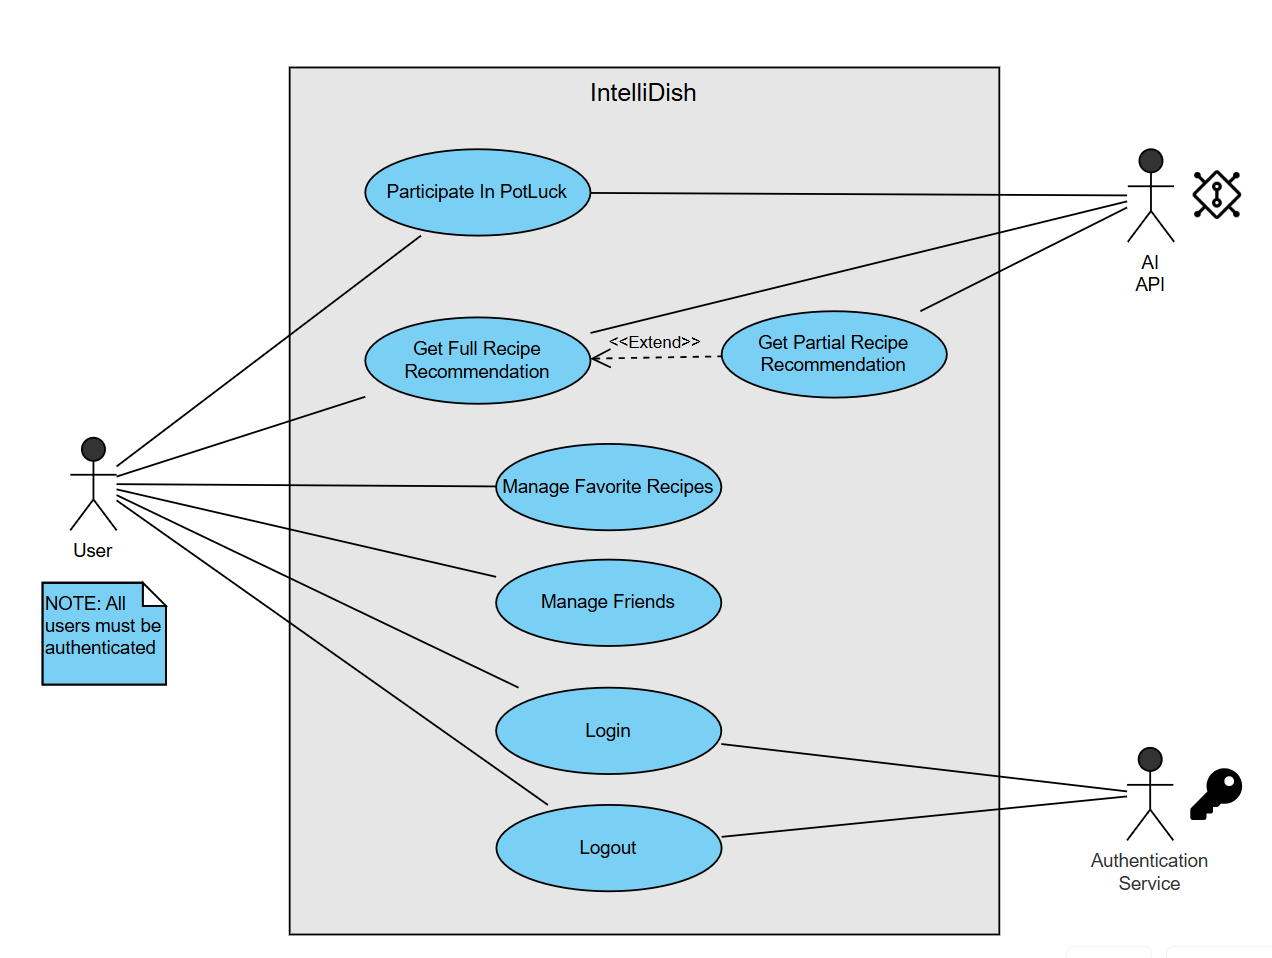 IntelliDish
Participate In PotLuck
AI
API
Get Full Recipe
Recommendation
<<Extend>>
Get Partial Recipe
Recommendation
Manage Favorite Recipes
User
NOTE: All
users must be
authenticated
Manage Friends
Login
Logout
Authentication
Service